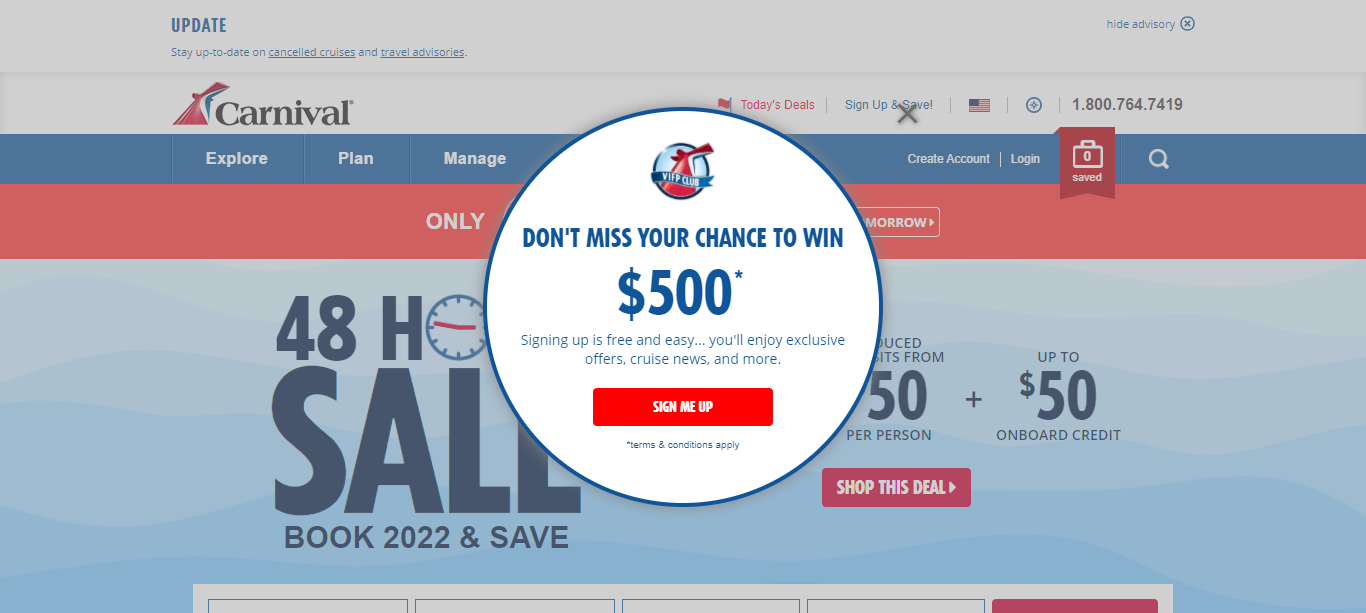 UPDATE
hide advisory
Stay up-to-date on cancelled cruises and travel advisories.
Carnival
Today's Deals
Sign Up & Save!
1.800.764.7419
Explore
Plan
Manage
Create Account
Login
0
saved
ONLY
MORROW
VIFP CLUB
DON'T MISS YOUR CHANCE TO WIN
$500*
Signing up is free and easy... you'll enjoy exclusive
offers, cruise news, and more.
SIGN ME UP
*terms & conditions apply
48 HO
SALE
BOOK 2022 & SAVE
UCED
SITS FROM
50
PER PERSON
+
UP TO
$50
ONBOARD CREDIT
SHOP THIS DEAL